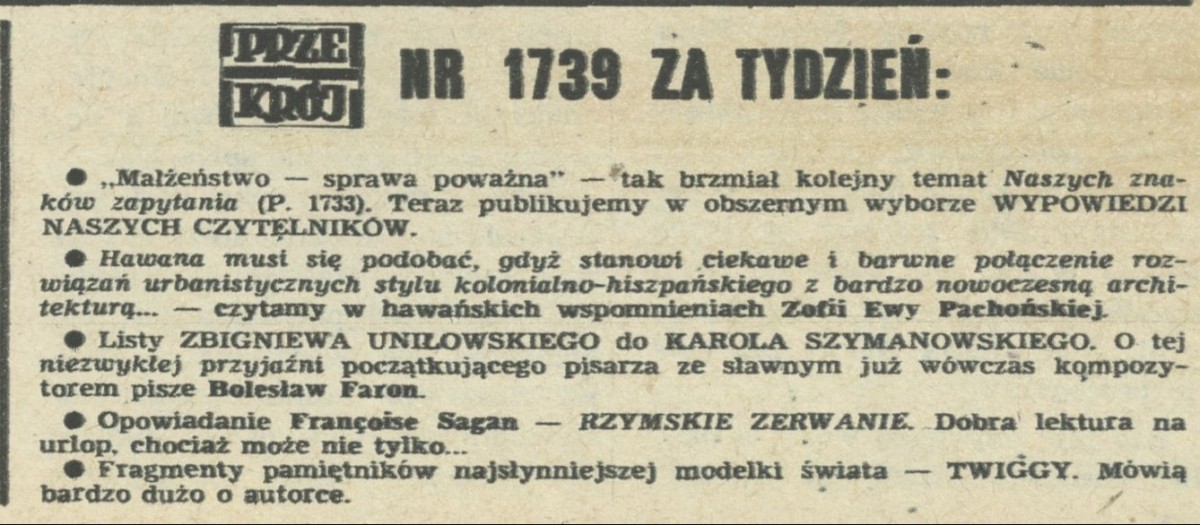 PRZE
KRÓJ
NR 1739 ZA TYDZIEŃ:
● „Małżeństwo — sprawa poważna” — tak brzmiał kolejny temat Naszych zna-
ków zapytania (P. 1733). Teraz publikujemy w obszernym wyborze WYPOWIEDZI
NASZYCH CZYTELNIKÓW.
● Hawana musi się podobać, gdyż stanowi ciekawe i barwne połączenie roz-
wiązań urbanistycznych stylu kolonialno-hiszpańskiego z bardzo nowoczesną archi-
tekturą... — czytamy w hawańskich wspomnieniach Zofii Ewy Pachońskiej.
● Listy ZBIGNIEWA UNIŁOWSKIEGO do KAROLA SZYMANOWSKIEGO. O tej
niezwykłej przyjaźni początkującego pisarza ze sławnym już wówczas kompozy-
torem pisze Bolesław Faron.
● Opowiadanie Françoise Sagan — RZYMSKIE ZERWANIE. Dobra lektura na
urlop, chociaż może nie tylko...
● Fragmenty pamiętników najsłynniejszej modelki świata — TWIGGY. Mówią
bardzo dużo o autorce.